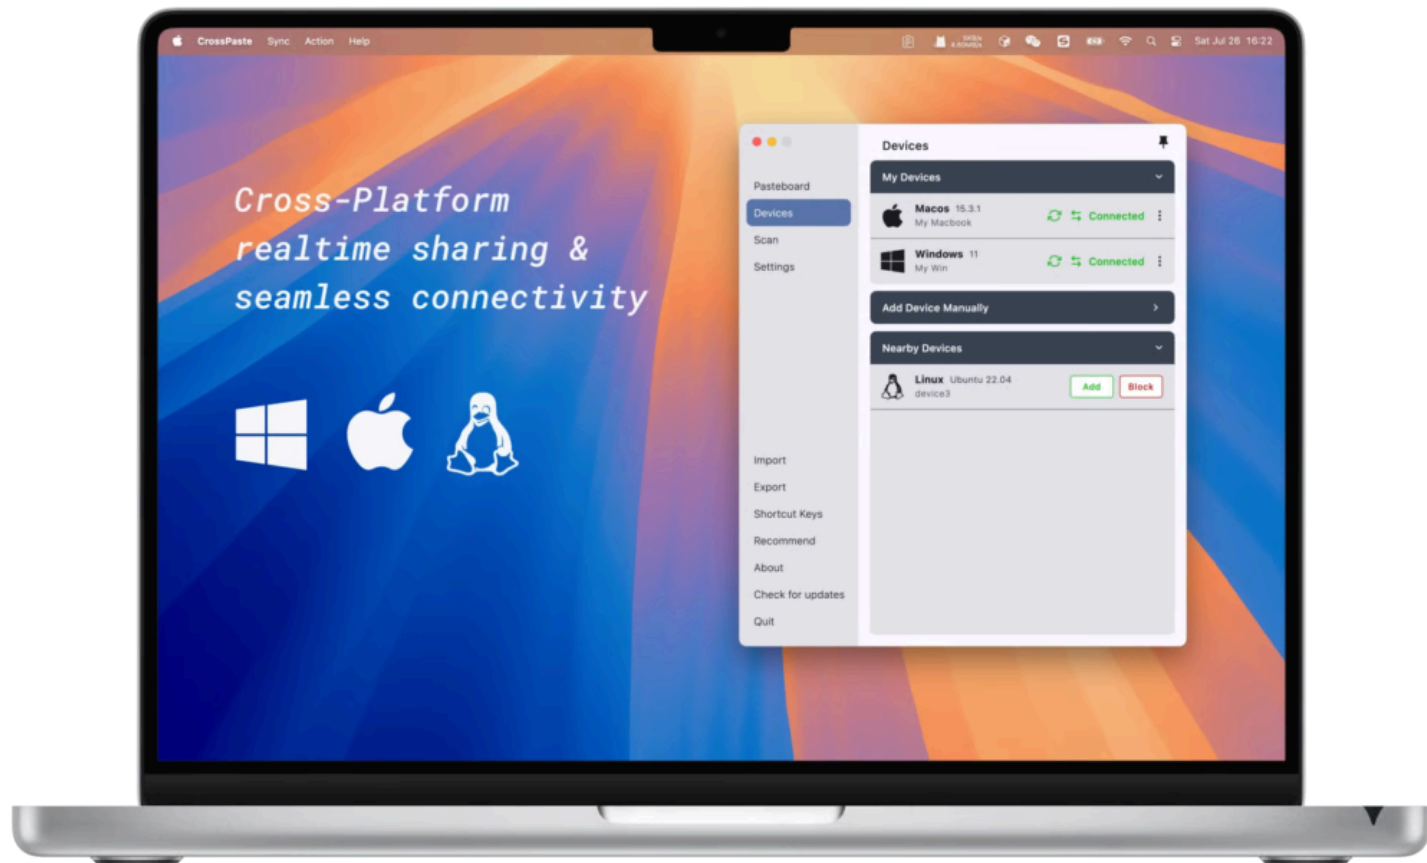 CrossPaste Sync Action Help
Sat Jul 26 16:22
Cross-Platform
realtime sharing &
seamless connectivity
Pasteboard
Devices
Scan
Settings
Import
Export
Shortcut Keys
Recommend
About
Check for updates
Quit
Devices
My Devices
Macos 15.3.1
My Macbook
Connected
Windows 11
My Win
Connected
Add Device Manually
Nearby Devices
Linux Ubuntu 22.04
device3
Add
Block